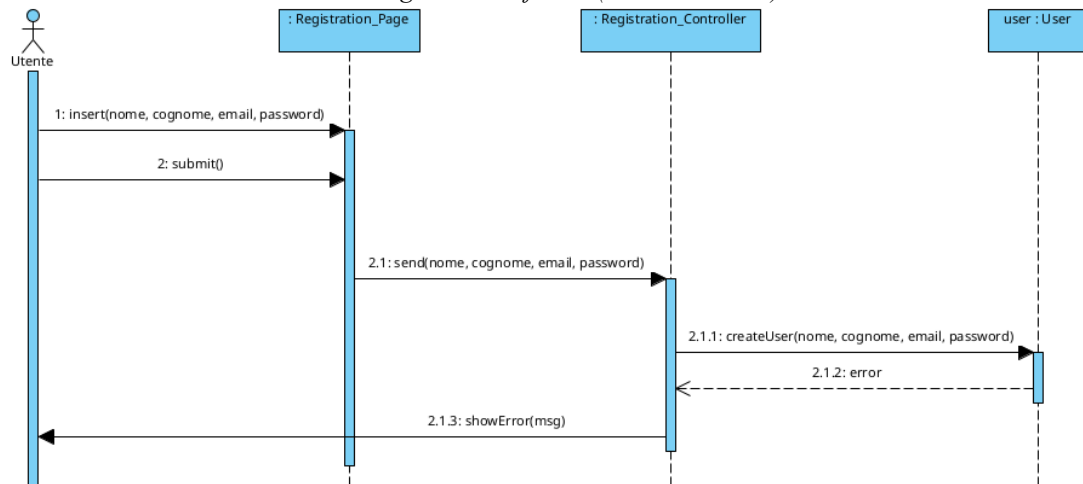 : Registration_Page
: Registration_Controller
user : User
Utente
1: insert(nome, cognome, email, password)
2: submit()
2.1: send(nome, cognome, email, password)
2.1.1: createUser(nome, cognome, email, password)
2.1.2: error
2.1.3: showError(msg)